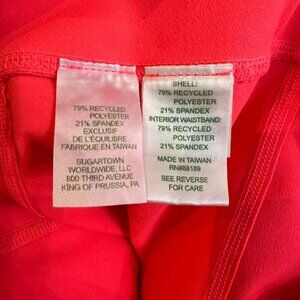 79% RECYCLED
POLYESTER
21% SPANDEX
EXCLUSIF
DE L'ÉQUILIBRE
FABRIQUE EN TAIWAN
SUGARTOWN
WORLDWIDE, LLC
800 THIRD AVENUE
KING OF PRUSSIA, PA
SHELL:
79% RECYCLED
POLYESTER
21% SPANDEX
INTERIOR WAISTBAND:
79% RECYCLED
POLYESTER
21% SPANDEX
MADE IN TAIWAN
RN#88189
SEE REVERSE
FOR CARE